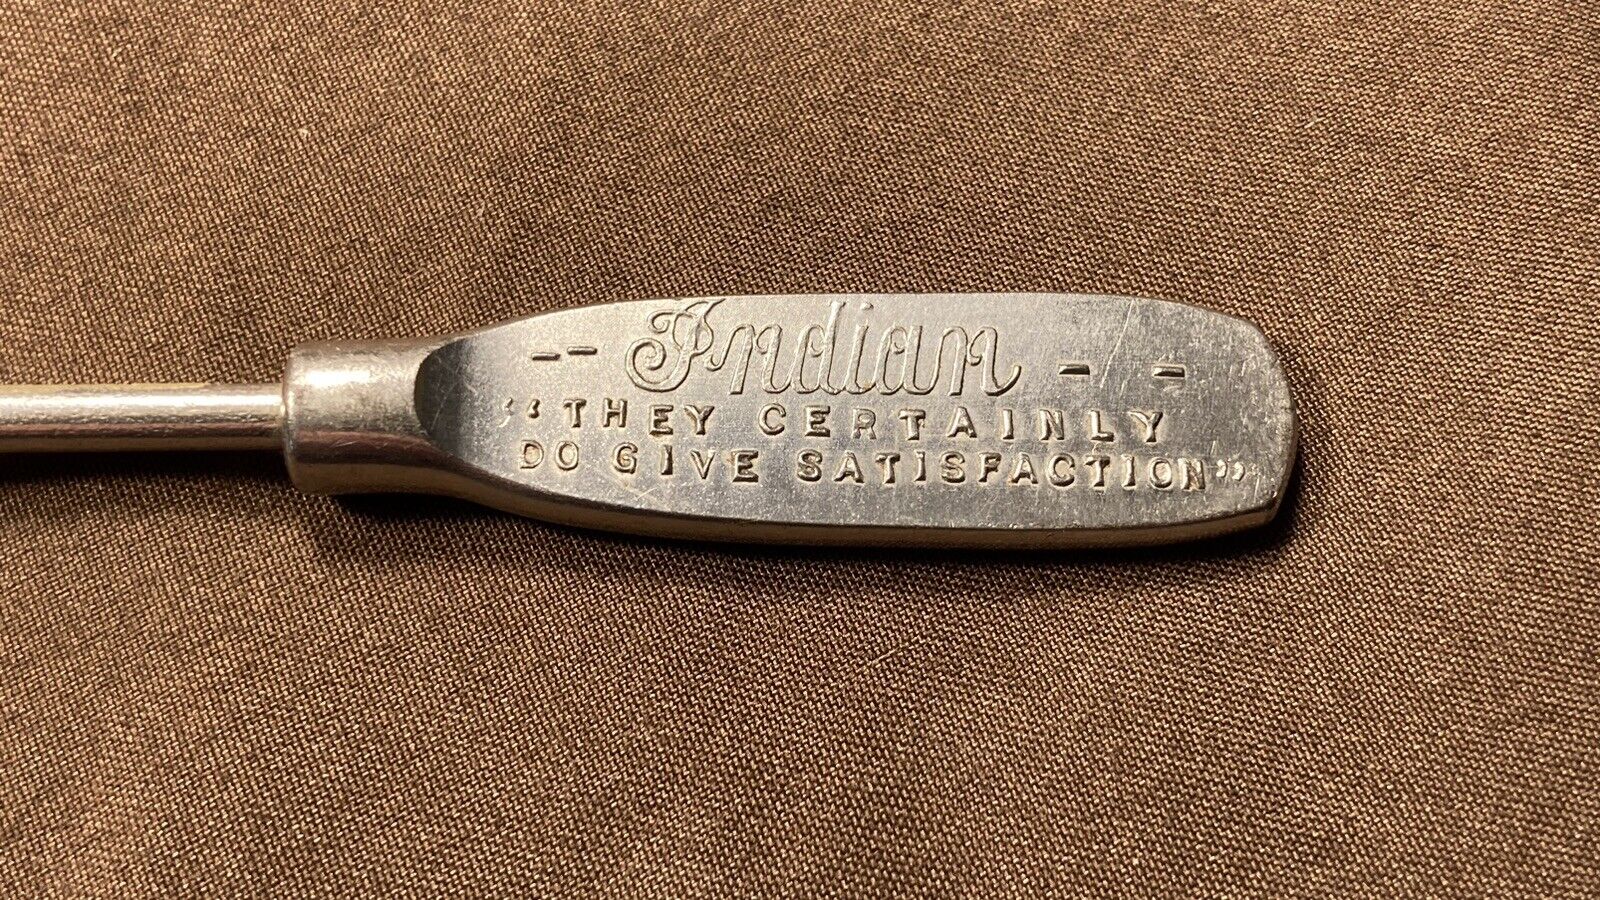 -- Indian - -
“THEY CERTAINLY
DO GIVE SATISFACTION”